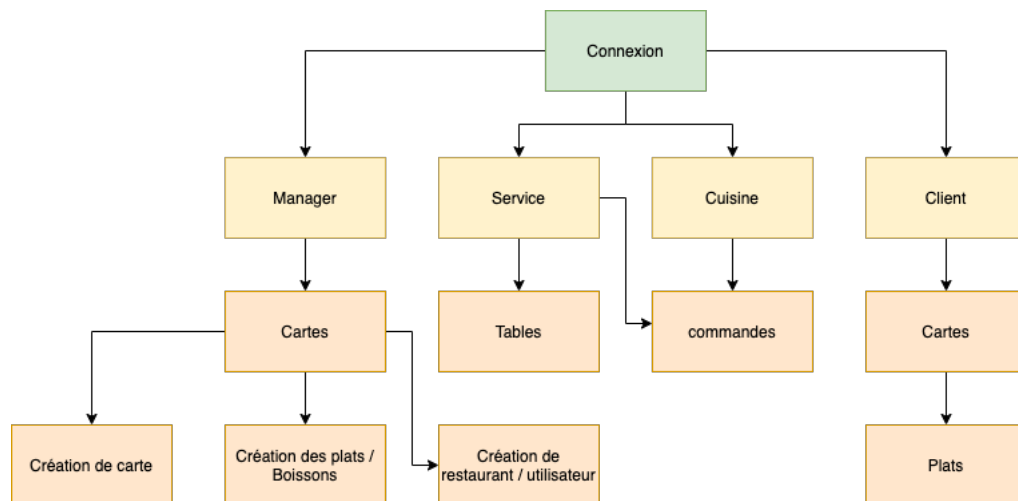 Connexion
Manager
Service
Cuisine
Client
Cartes
Tables
commandes
Cartes
Création de carte
Création des plats /
Boissons
Création de
restaurant / utilisateur
Plats